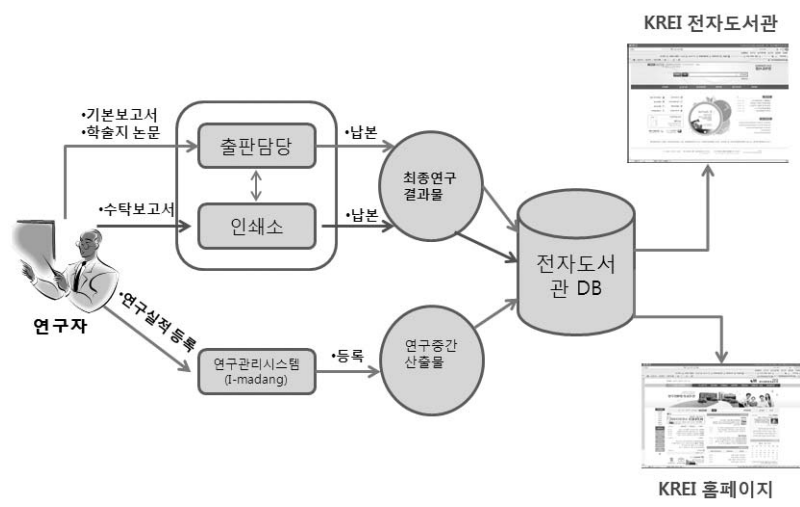 KREI 전자도서관
•기본보고서
•학술지 논문
출판담당
•납본
최종연구
결과물
•수탁보고서
인쇄소
•납본
전자도서
관 DB
연구자
•연구실적 등록
연구관리시스템
(I-madang)
•등록
연구중간
산출물
KREI 홈페이지